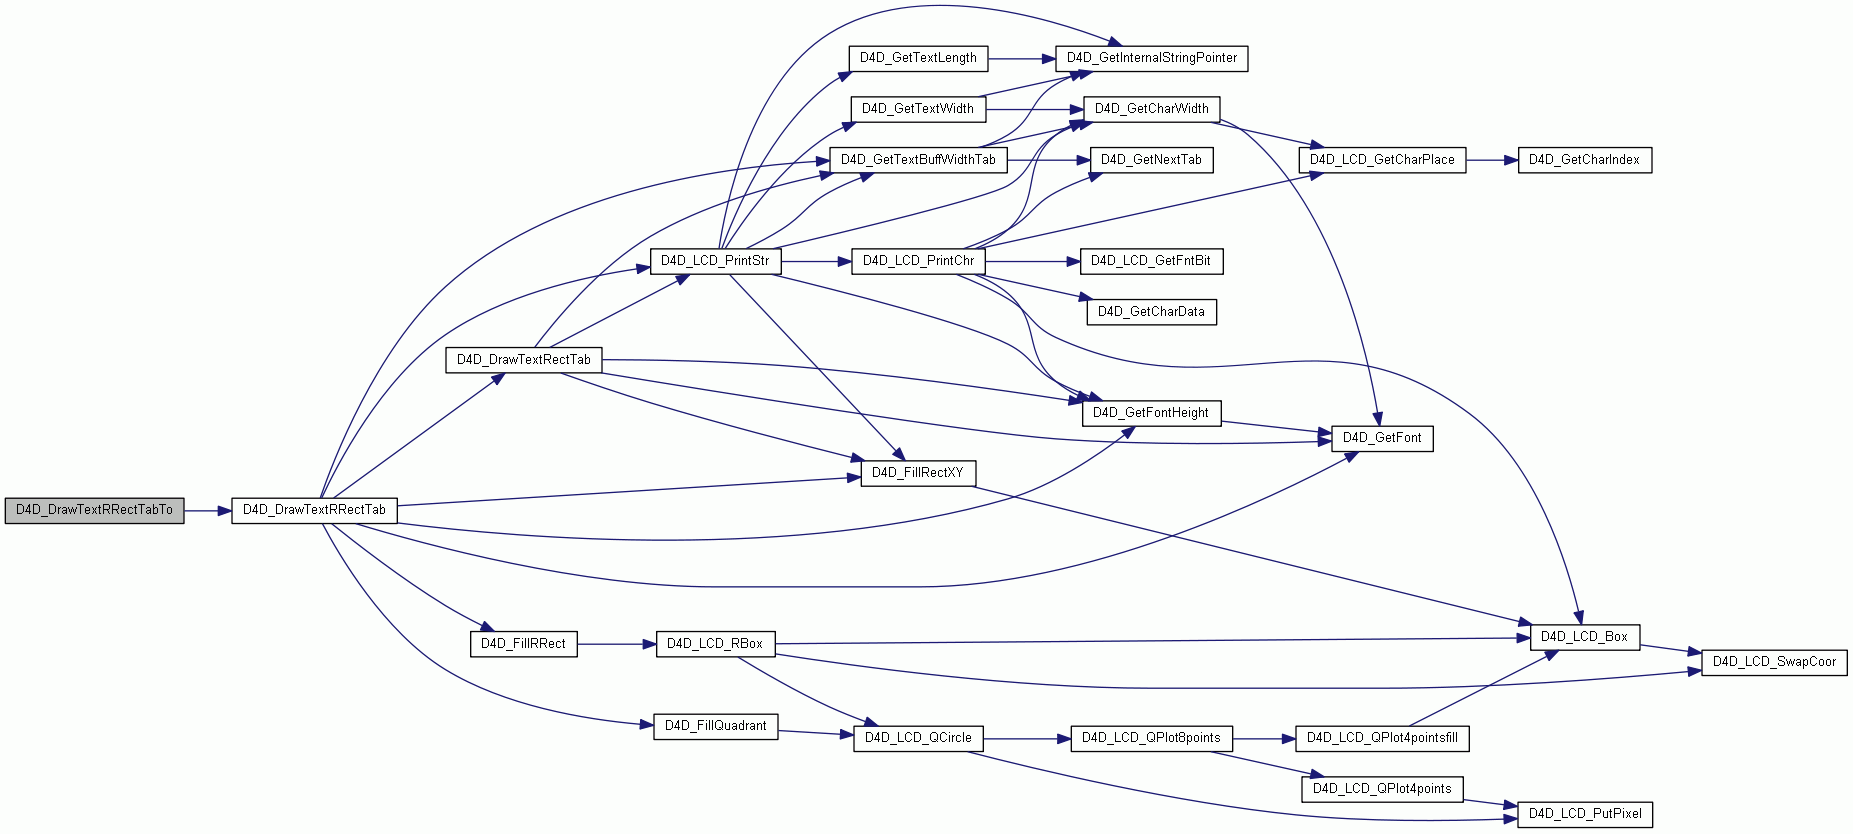 D4D_GetTextLength
D4D_GetInternalStringPointer
D4D_GetTextWidth
D4D_GetCharWidth
D4D_GetTextBuffWidthTab
D4D_GetNextTab
D4D_LCD_GetCharPlace
D4D_GetCharIndex
D4D_LCD_PrintStr
D4D_LCD_PrintChr
D4D_LCD_GetFntBit
D4D_GetCharData
D4D_DrawTextRectTab
D4D_GetFontHeight
D4D_GetFont
D4D_FillRectXY
D4D_DrawTextRRectTabTo
D4D_DrawTextRRectTab
D4D_FillRRect
D4D_LCD_RBox
D4D_LCD_Box
D4D_LCD_SwapCoor
D4D_FillQuadrant
D4D_LCD_QCircle
D4D_LCD_QPlot8points
D4D_LCD_QPlot4pointsfill
D4D_LCD_QPlot4points
D4D_LCD_PutPixel